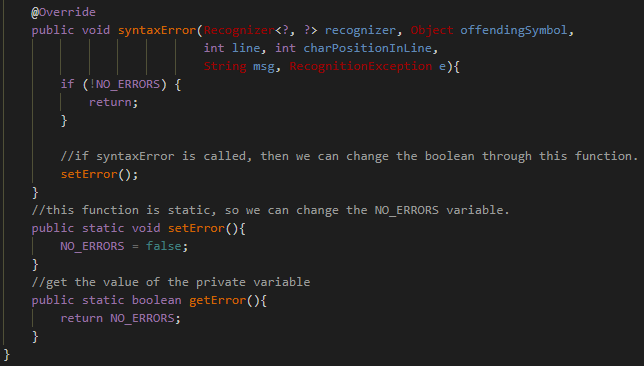 @Override
public void syntaxError(Recognizer<?, ?> recognizer, Object offendingSymbol,
int line, int charPositionInLine,
String msg, RecognitionException e){
if (!NO_ERRORS) {
return;
}
//if syntaxError is called, then we can change the boolean through this function.
setError();
}
//this function is static, so we can change the NO_ERRORS variable.
public static void setError(){
NO_ERRORS = false;
}
//get the value of the private variable
public static boolean getError(){
return NO_ERRORS;
}
}